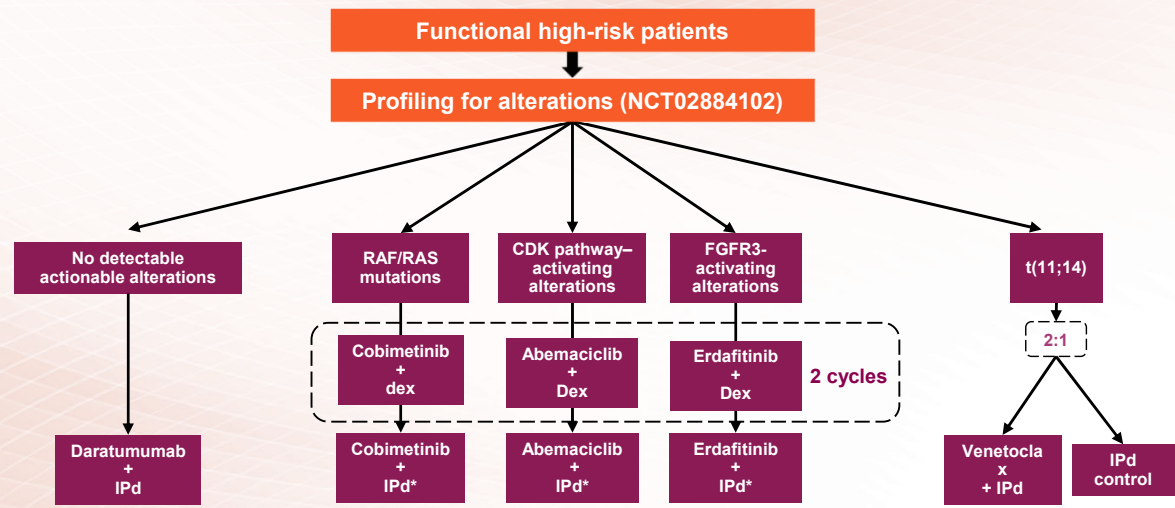 Functional high-risk patients
Profiling for alterations (NCT02884102)
No detectable
actionable alterations
RAF/RAS
mutations
CDK pathway–
activating
alterations
FGFR3-
activating
alterations
t(11;14)
2:1
Cobimetinib
+
dex
Abemaciclib
+
Dex
Erdafitinib
+
Dex
2 cycles
Daratumumab
+
IPd
Cobimetinib
+
IPd*
Abemaciclib
+
IPd*
Erdafitinib
+
IPd*
Venetocla
x
+ IPd
IPd
control